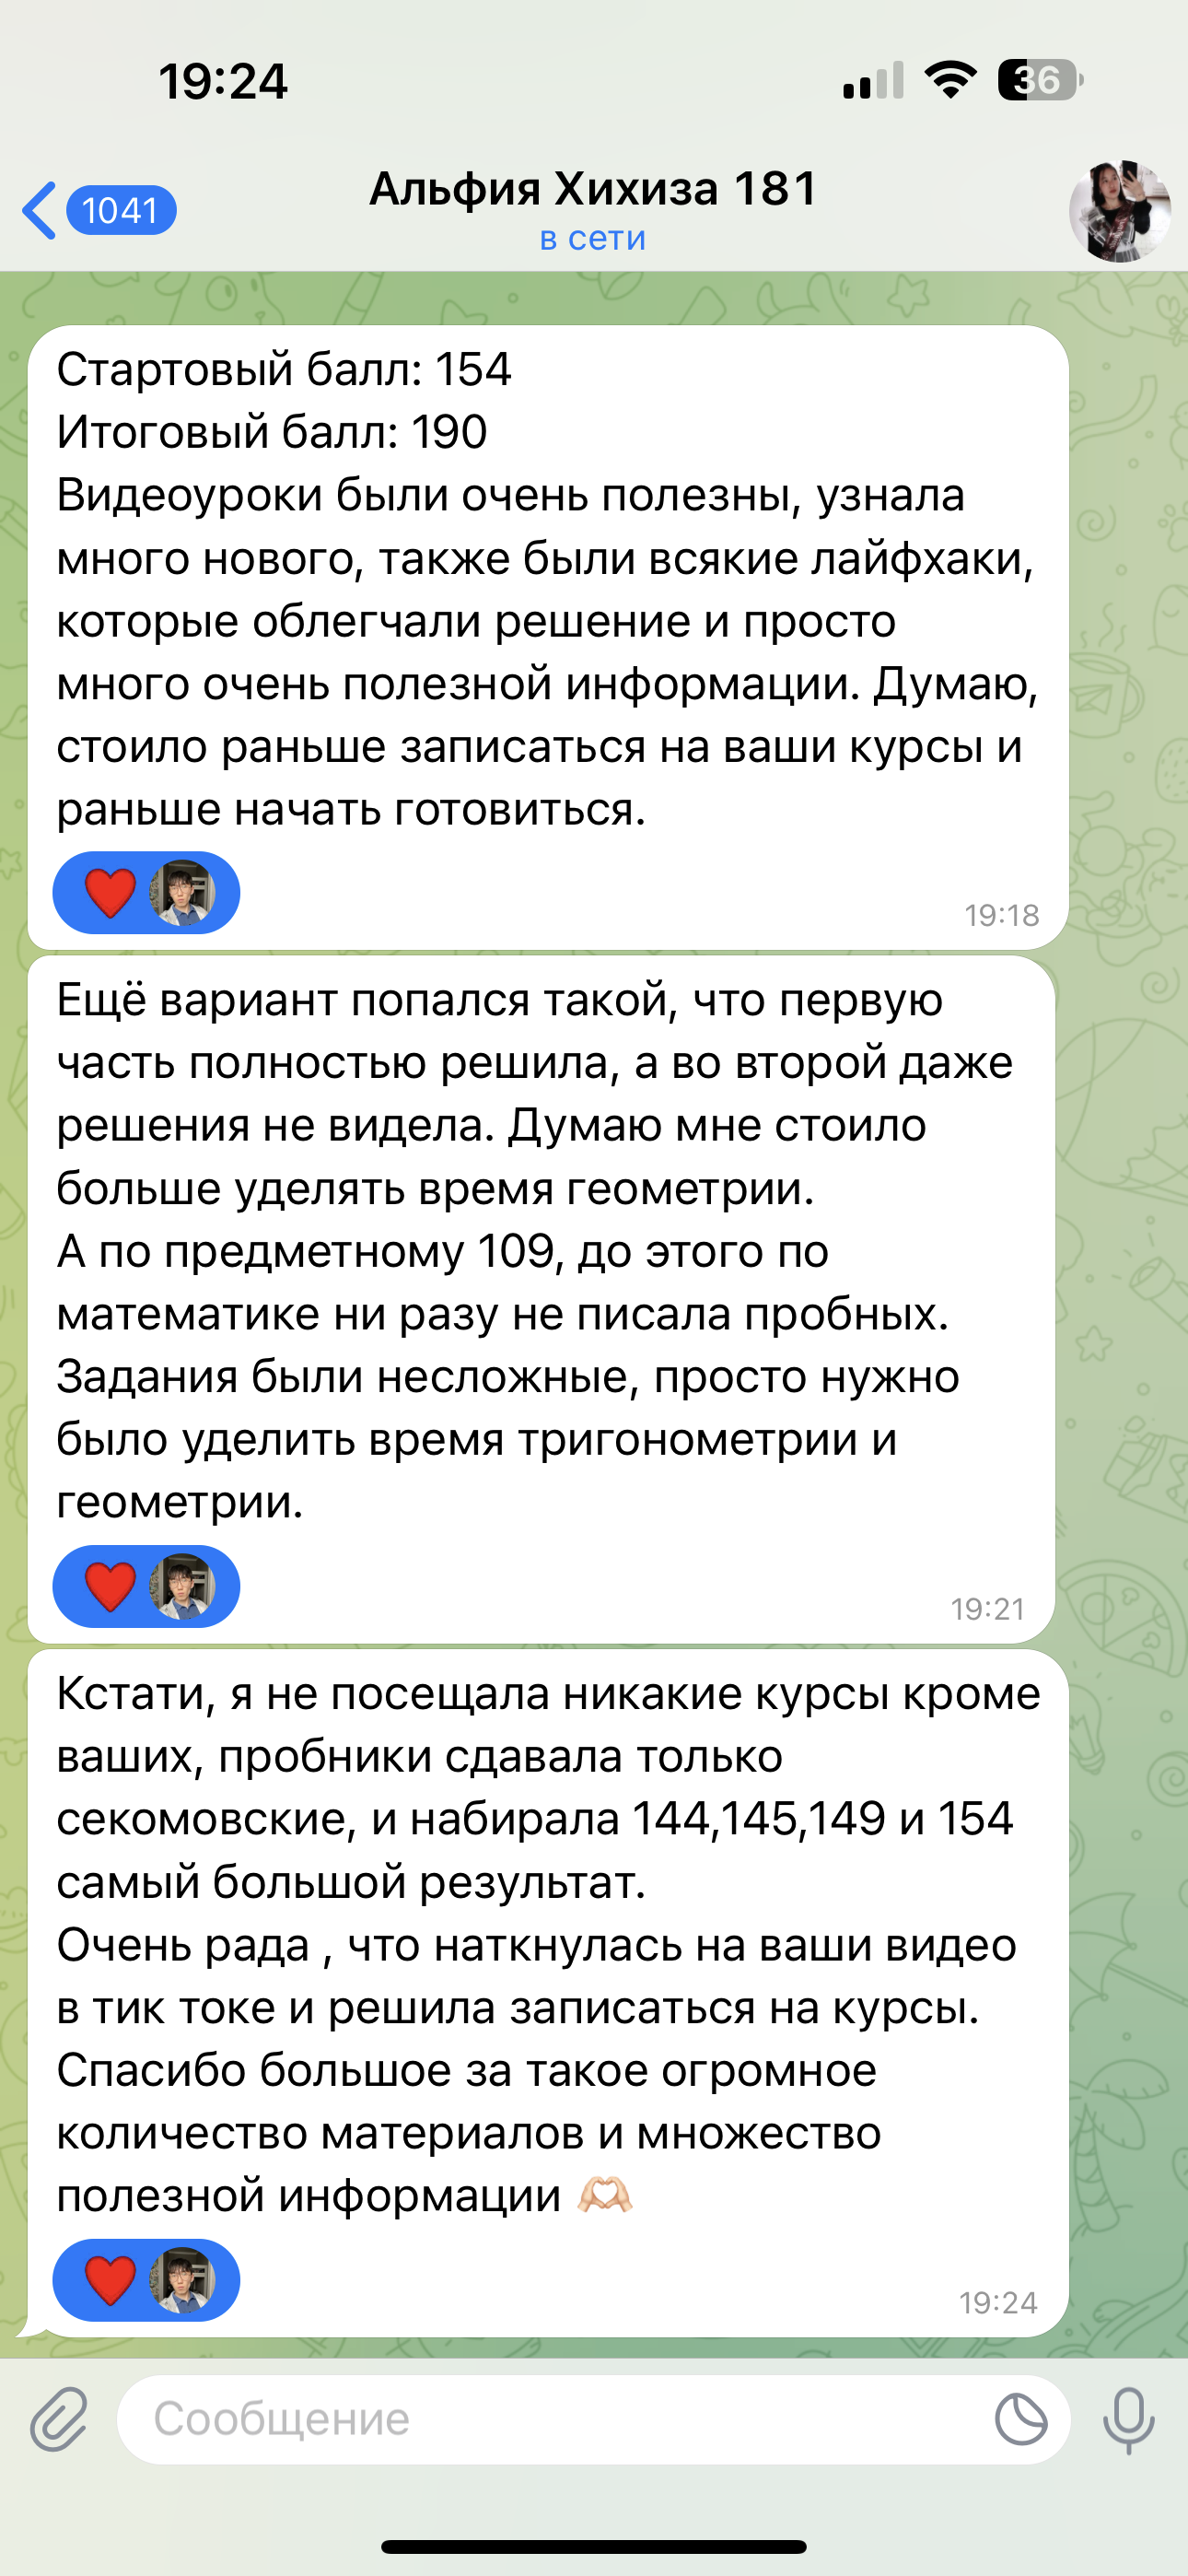 19:24
36
1041
Альфия Хихиза 181
в сети
Стартовый балл: 154
Итоговый балл: 190
Видеоуроки были очень полезны, узнала
много нового, также были всякие лайфхаки,
которые облегчали решение и просто
много очень полезной информации. Думаю,
стоило раньше записаться на ваши курсы и
раньше начать готовиться.
19:18
Ещё вариант попался такой, что первую
часть полностью решила, а во второй даже
решения не видела. Думаю мне стоило
больше уделять время геометрии.
А по предметному 109, до этого по
математике ни разу не писала пробных.
Задания были несложные, просто нужно
было уделить время тригонометрии и
геометрии.
19:21
Кстати, я не посещала никакие курсы кроме
ваших, пробники сдавала только
секомовские, и набирала 144,145,149 и 154
самый большой результат.
Очень рада , что наткнулась на ваши видео
в тик токе и решила записаться на курсы.
Спасибо большое за такое огромное
количество материалов и множество
полезной информации 🫶🏻
19:24
Сообщение